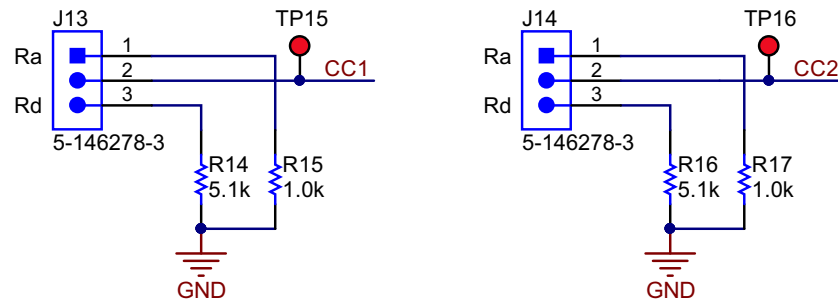 J13 TP15
Ra 1
2 CC1
Rd 3
5-146278-3
R14 R15
5.1k 1.0k
GND
J14 TP16
Ra 1
2 CC2
Rd 3
5-146278-3
R16 R17
5.1k 1.0k
GND